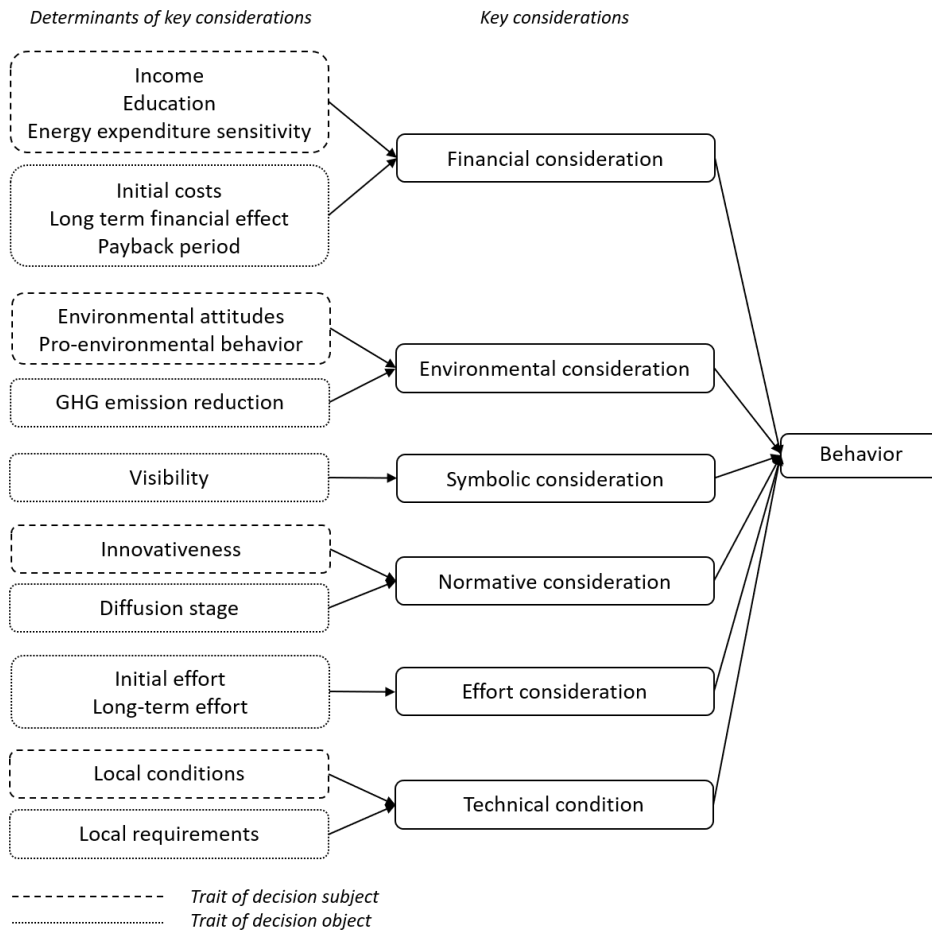 Determinants of key considerations
Key considerations
Income
Education
Energy expenditure sensitivity
Financial consideration
Initial costs
Long term financial effect
Payback period
Environmental attitudes
Pro-environmental behavior
Environmental consideration
GHG emission reduction
Behavior
Visibility
Symbolic consideration
Innovativeness
Normative consideration
Diffusion stage
Initial effort
Long-term effort
Effort consideration
Local conditions
Technical condition
Local requirements
Trait of decision subject
Trait of decision object